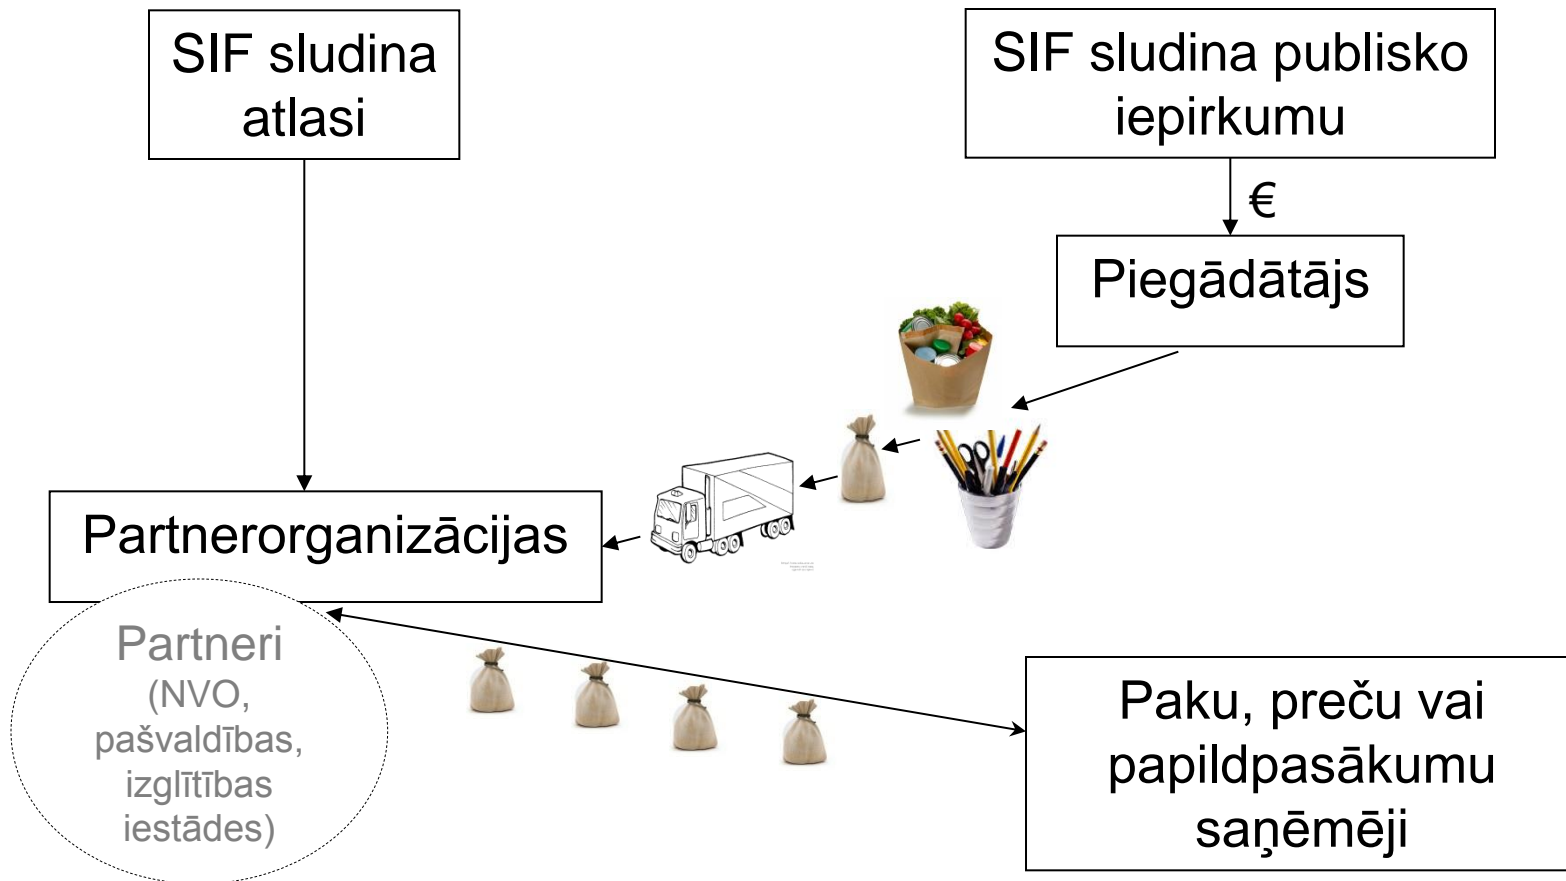 SIF sludina
atlasi
SIF sludina publisko
iepirkumu
€
Piegādātājs
Partnerorganizācijas
Partneri
(NVO,
pašvaldības,
izglītības
iestādes)
Paku, preču vai
papildpasākumu
saņēmēji